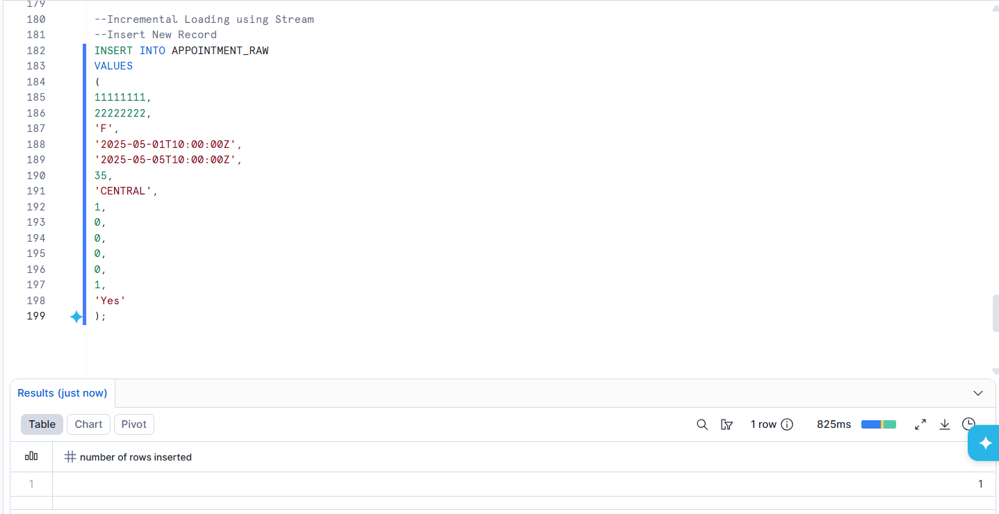 179
180 --Incremental Loading using Stream
181 --Insert New Record
182 INSERT INTO APPOINTMENT_RAW
183 VALUES
184 (
185 11111111,
186 22222222,
187 'F',
188 '2025-05-01T10:00:00Z',
189 '2025-05-05T10:00:00Z',
190 35,
191 'CENTRAL',
192 1,
193 0,
194 0,
195 0,
196 0,
197 1,
198 'Yes'
199 );
Results (just now)
Table Chart Pivot 1 row 825ms
number of rows inserted
1 1